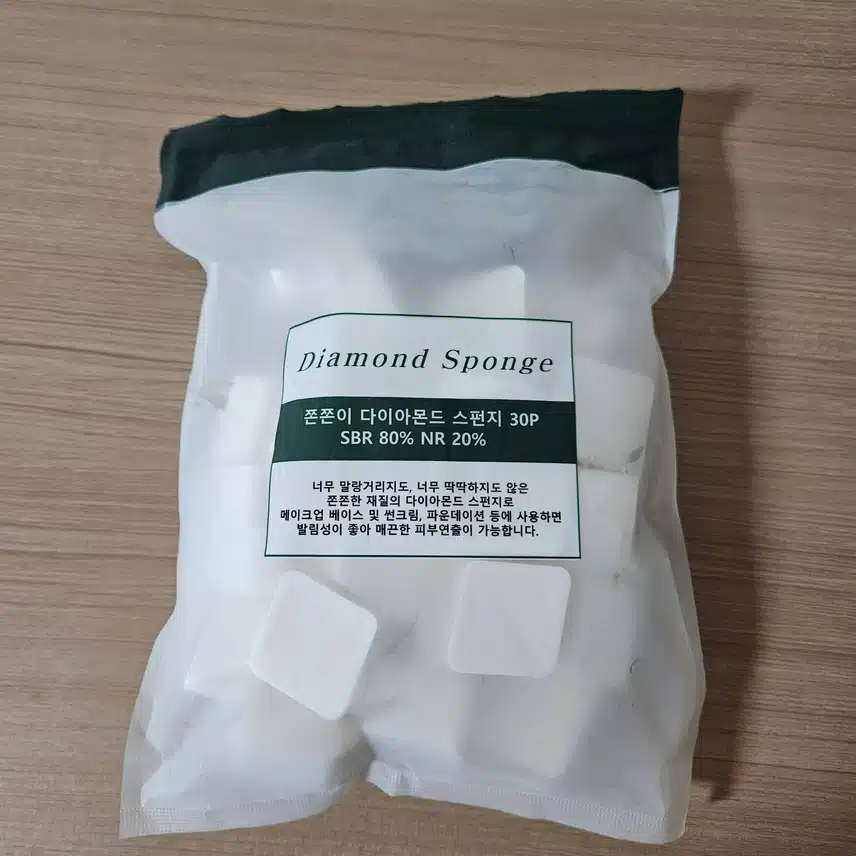 Diamond Sponge
쫀쫀이 다이아몬드 스펀지 30P
SBR 80% NR 20%
너무 말랑거리지도, 너무 딱딱하지도 않은
쫀쫀한 재질의 다이아몬드 스펀지로
메이크업 베이스 및 썬크림, 파운데이션 등에 사용하면
발림성이 좋아 매끈한 피부연출이 가능합니다.